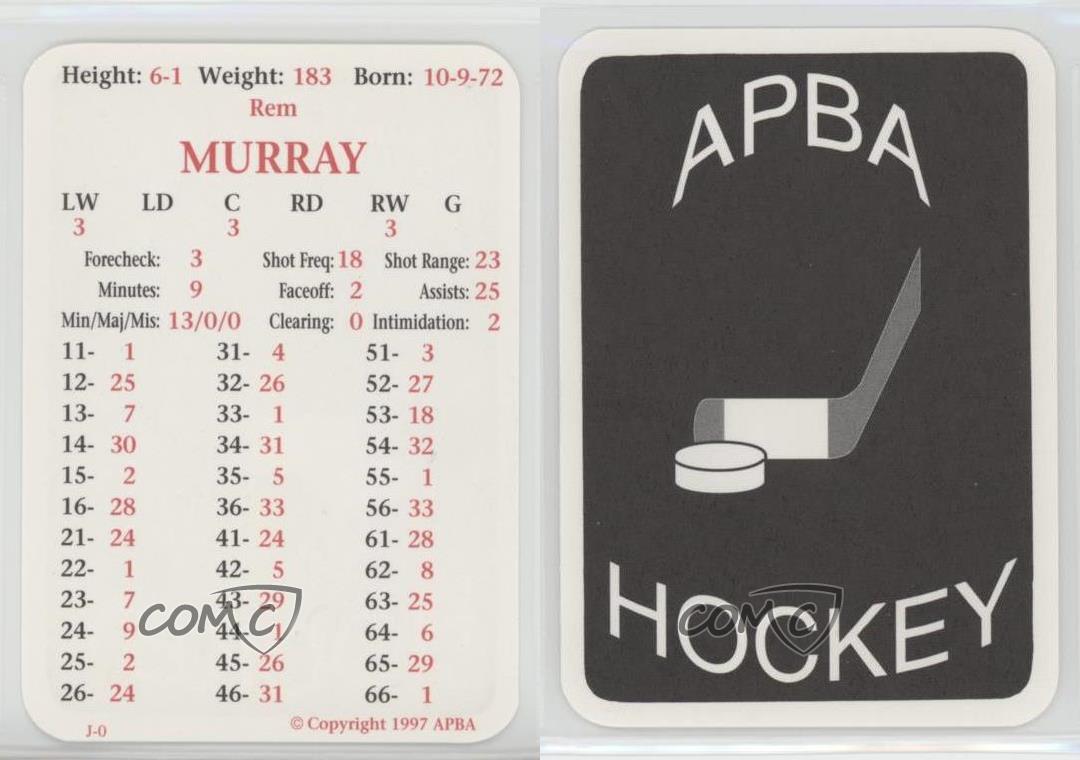 Height: 6-1 Weight: 183 Born: 10-9-72
Rem
MURRAY
LW LD C RD RW G
3 3 3
Forecheck: 3 Shot Freq: 18 Shot Range: 23
Minutes: 9 Faceoff: 2 Assists: 25
Min/Maj/Mis: 13/0/0 Clearing: 0 Intimidation: 2
11- 1 31- 4 51- 3
12- 25 32- 26 52- 27
13- 7 33- 1 53- 18
14- 30 34- 31 54- 32
15- 2 35- 5 55- 1
16- 28 36- 33 56- 33
21- 24 41- 24 61- 28
22- 1 42- 5 62- 8
23- 7 43- 29 63- 25
24- 9 44- 1 64- 6
25- 2 45- 26 65- 29
26- 24 46- 31 66- 1
J-0 © Copyright 1997 APBA
COMC
APBA
HOCKEY
COMC